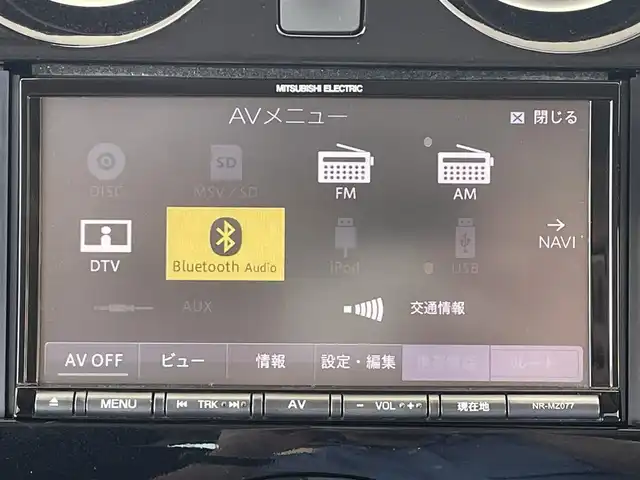 MITSUBISHI ELECTRIC
AVメニュー
閉じる
DISC
SD
MSV/SD
FM
AM
DTV
Bluetooth Audio
iPod
USB
NAVI
AUX
交通情報
AV OFF
ビュー
情報
設定・編集
ルート
MENU
TRK
AV
− VOL +
現在地
NR-MZ077